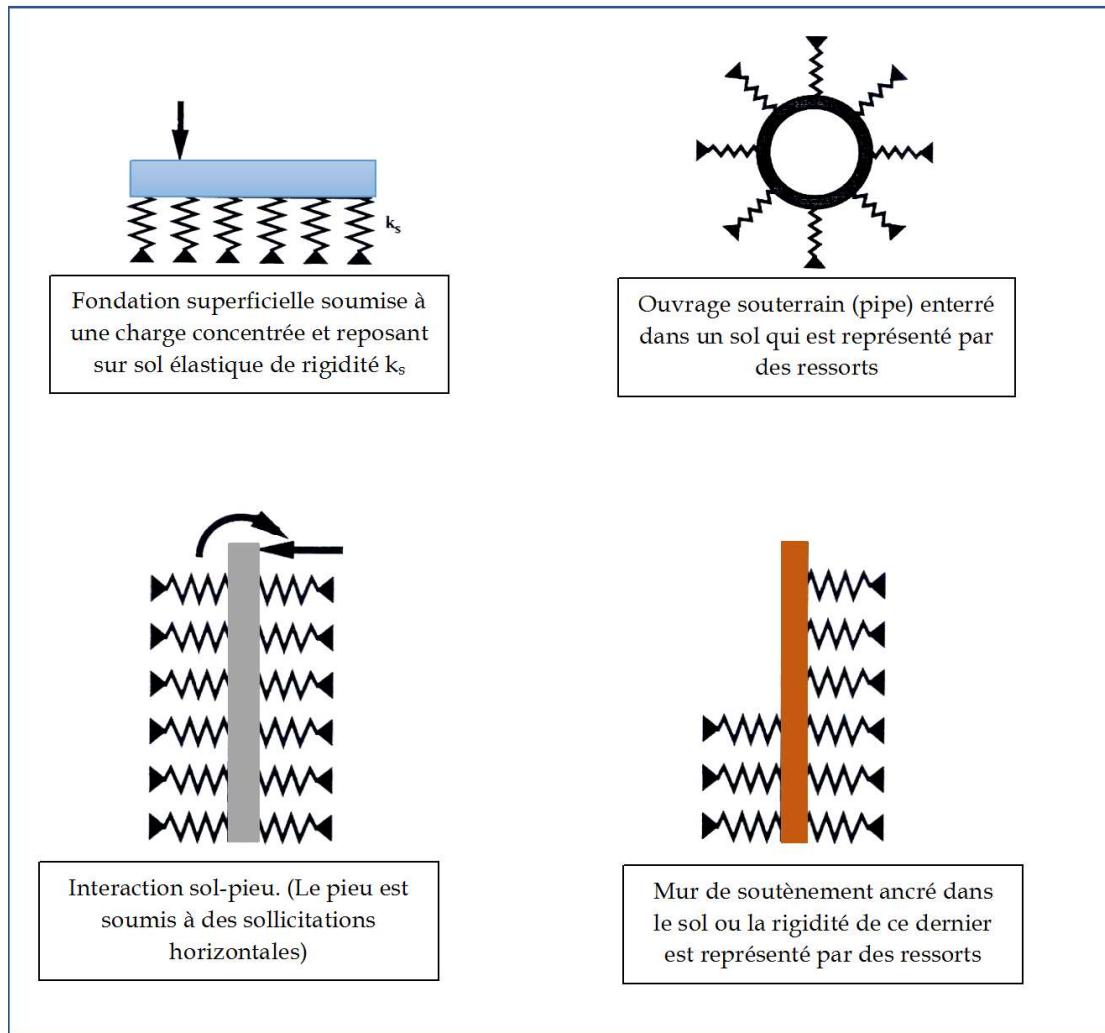 k_s
Fondation superficielle soumise à
une charge concentrée et reposant
sur sol élastique de rigidité k_s
Ouvrage souterrain (pipe) enterré
dans un sol qui est représenté par
des ressorts
Interaction sol-pieu. (Le pieu est
soumis à des sollicitations
horizontales)
Mur de soutènement ancré dans
le sol ou la rigidité de ce dernier
est représenté par des ressorts